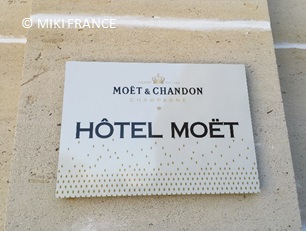 © MIKI FRANCE
MOËT & CHANDON
CHAMPAGNE
HÔTEL MOËT